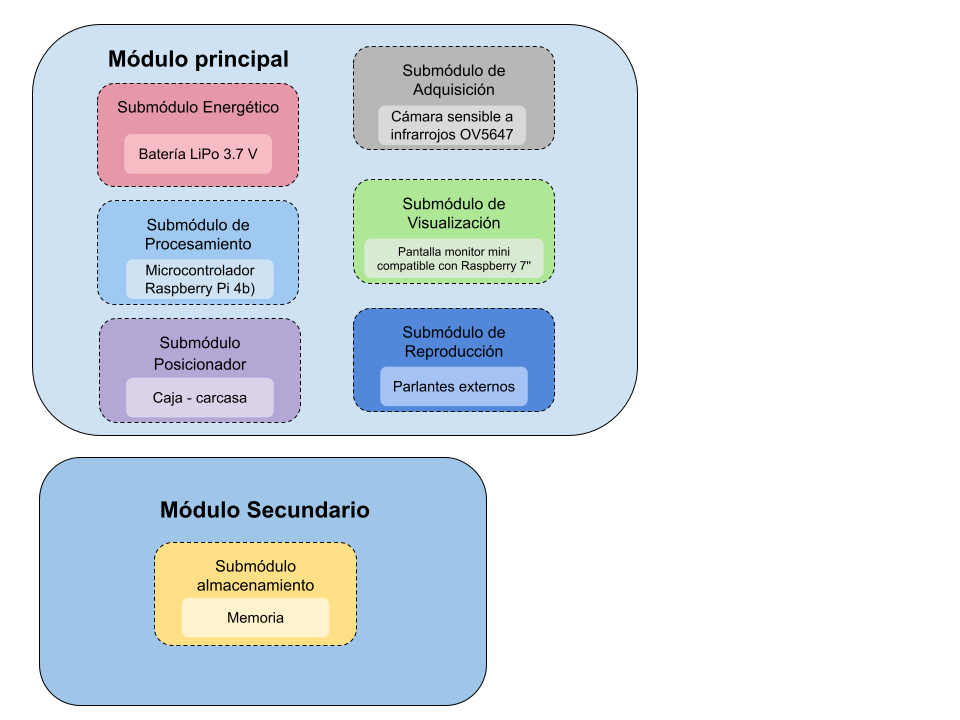 Módulo principal
Submódulo Energético
Batería LiPo 3.7 V
Submódulo de
Procesamiento
Microcontrolador
Raspberry Pi 4b)
Submódulo
Posicionador
Caja - carcasa
Submódulo de
Adquisición
Cámara sensible a
infrarrojos OV5647
Submódulo de
Visualización
Pantalla monitor mini
compatible con Raspberry 7"
Submódulo de
Reproducción
Parlantes externos
Módulo Secundario
Submódulo
almacenamiento
Memoria